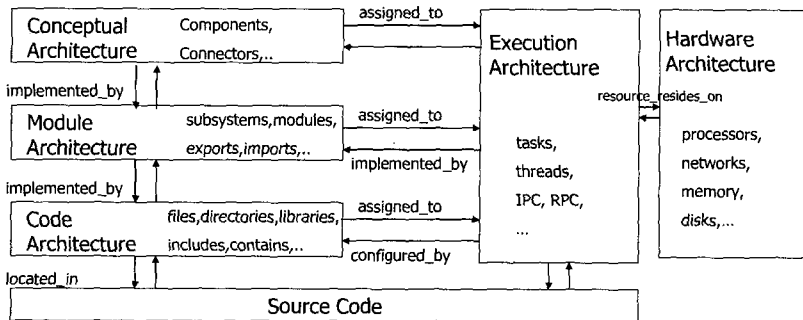 Conceptual Architecture
Components,
Connectors,..
assigned_to
implemented_by
Module Architecture
subsystems,modules,
exports,imports,..
assigned_to
implemented_by
implemented_by
Code Architecture
files,directories,libraries,
includes,contains,..
assigned_to
configured_by
located_in
Execution Architecture
tasks,
threads,
IPC, RPC,
...
resource_resides_on
Hardware Architecture
processors,
networks,
memory,
disks,...
Source Code